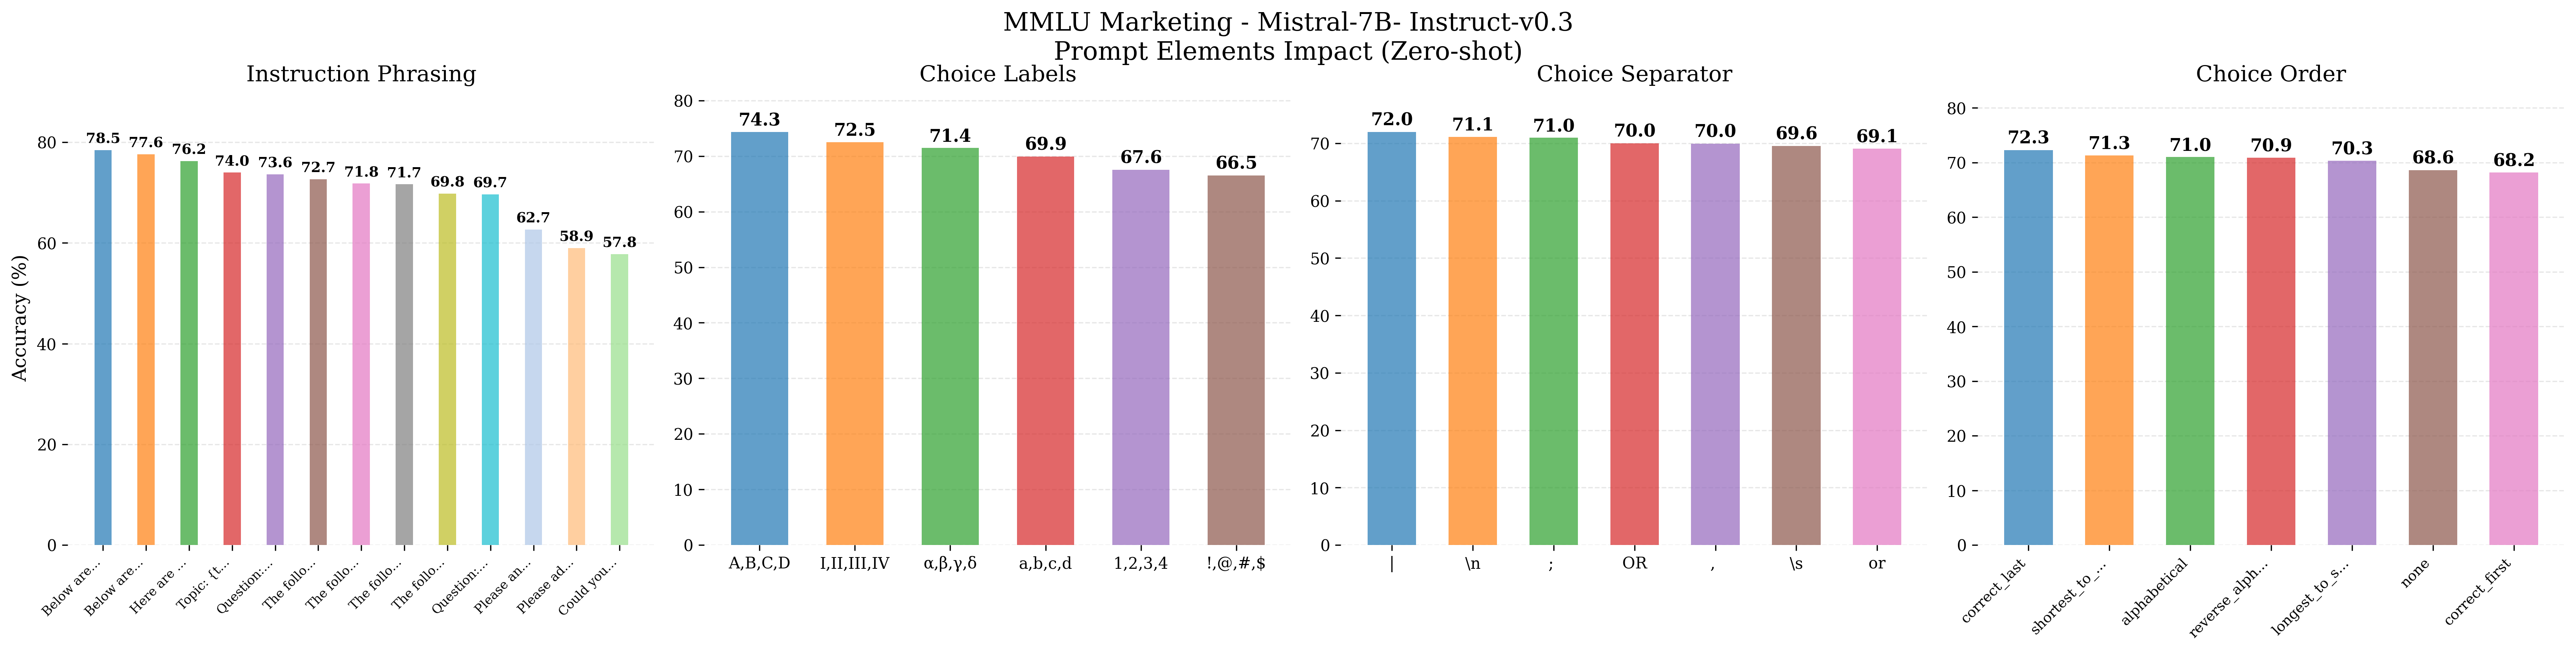 MMLU Marketing - Mistral-7B- Instruct-v0.3
Prompt Elements Impact (Zero-shot)
Instruction Phrasing
Accuracy (%)
80
60
40
20
0
78.5
77.6
76.2
74.0
73.6
72.7
71.8
71.7
69.8
69.7
62.7
58.9
57.8
Below are...
Below are...
Here are ...
Topic: {t...
Question:...
The follo...
The follo...
The follo...
The follo...
Question:...
Please an...
Please ad...
Could you...
Choice Labels
80
70
60
50
40
30
20
10
0
74.3
72.5
71.4
69.9
67.6
66.5
A,B,C,D
I,II,III,IV
α,β,γ,δ
a,b,c,d
1,2,3,4
!,@,#,$
Choice Separator
70
60
50
40
30
20
10
0
72.0
71.1
71.0
70.0
70.0
69.6
69.1
|
\n
;
OR
,
\s
or
Choice Order
80
70
60
50
40
30
20
10
0
72.3
71.3
71.0
70.9
70.3
68.6
68.2
correct_last
shortest_to_...
alphabetical
reverse_alph...
longest_to_s...
none
correct_first